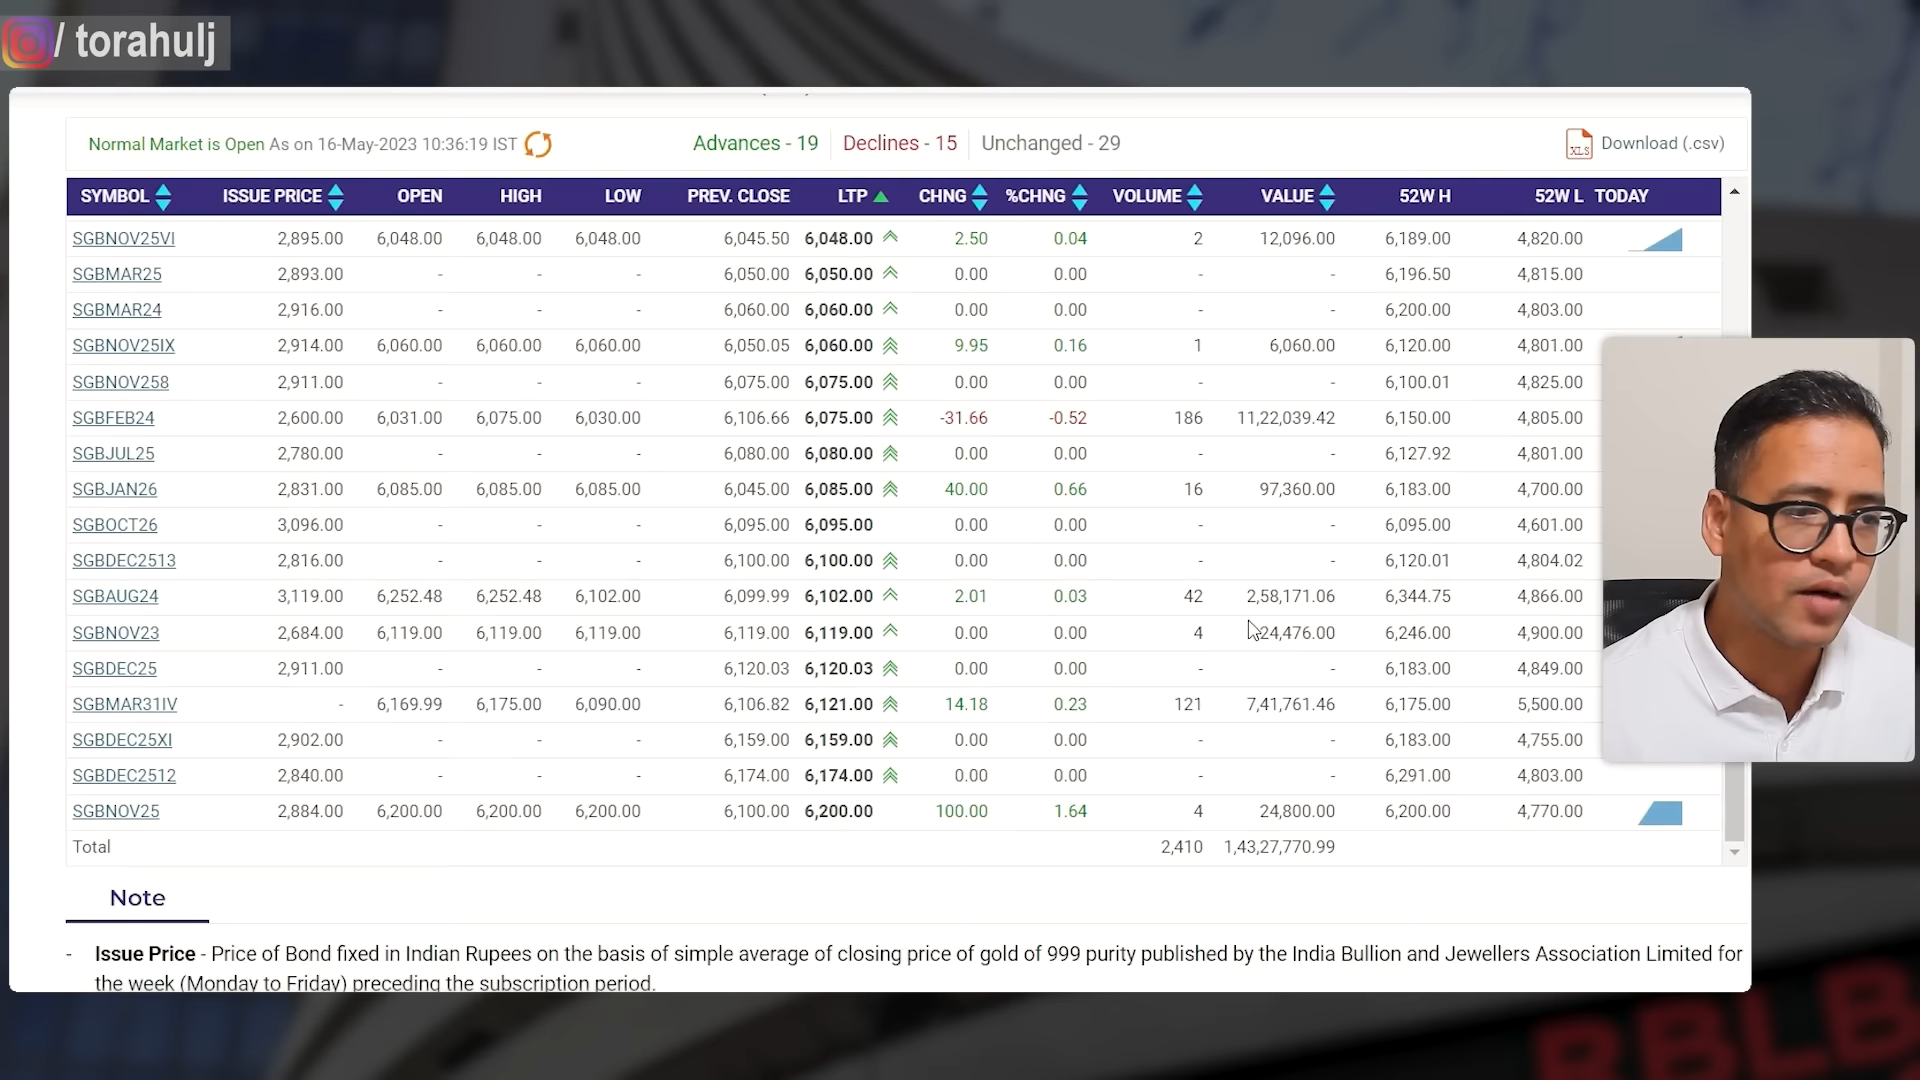 / torahulj
Normal Market is Open As on 16-May-2023 10:36:19 IST Advances - 19 Declines - 15 Unchanged - 29 XLS Download (.csv)
SYMBOL ISSUE PRICE OPEN HIGH LOW PREV. CLOSE LTP CHNG %CHNG VOLUME VALUE 52W H 52W L TODAY
SGBNOV25VI 2,895.00 6,048.00 6,048.00 6,048.00 6,045.50 6,048.00 2.50 0.04 2 12,096.00 6,189.00 4,820.00
SGBMAR25 2,893.00 - - - 6,050.00 6,050.00 0.00 0.00 - - 6,196.50 4,815.00
SGBMAR24 2,916.00 - - - 6,060.00 6,060.00 0.00 0.00 - - 6,200.00 4,803.00
SGBNOV25IX 2,914.00 6,060.00 6,060.00 6,060.00 6,050.05 6,060.00 9.95 0.16 1 6,060.00 6,120.00 4,801.00
SGBNOV258 2,911.00 - - - 6,075.00 6,075.00 0.00 0.00 - - 6,100.01 4,825.00
SGBFEB24 2,600.00 6,031.00 6,075.00 6,030.00 6,106.66 6,075.00 -31.66 -0.52 186 11,22,039.42 6,150.00 4,805.00
SGBJUL25 2,780.00 - - - 6,080.00 6,080.00 0.00 0.00 - - 6,127.92 4,801.00
SGBJAN26 2,831.00 6,085.00 6,085.00 6,085.00 6,045.00 6,085.00 40.00 0.66 16 97,360.00 6,183.00 4,700.00
SGBOCT26 3,096.00 - - - 6,095.00 6,095.00 0.00 0.00 - - 6,095.00 4,601.00
SGBDEC2513 2,816.00 - - - 6,100.00 6,100.00 0.00 0.00 - - 6,120.01 4,804.02
SGBAUG24 3,119.00 6,252.48 6,252.48 6,102.00 6,099.99 6,102.00 2.01 0.03 42 2,58,171.06 6,344.75 4,866.00
SGBNOV23 2,684.00 6,119.00 6,119.00 6,119.00 6,119.00 6,119.00 0.00 0.00 4 24,476.00 6,246.00 4,900.00
SGBDEC25 2,911.00 - - - 6,120.03 6,120.03 0.00 0.00 - - 6,183.00 4,849.00
SGBMAR31IV - 6,169.99 6,175.00 6,090.00 6,106.82 6,121.00 14.18 0.23 121 7,41,761.46 6,175.00 5,500.00
SGBDEC25XI 2,902.00 - - - 6,159.00 6,159.00 0.00 0.00 - - 6,183.00 4,755.00
SGBDEC2512 2,840.00 - - - 6,174.00 6,174.00 0.00 0.00 - - 6,291.00 4,803.00
SGBNOV25 2,884.00 6,200.00 6,200.00 6,200.00 6,100.00 6,200.00 100.00 1.64 4 24,800.00 6,200.00 4,770.00
Total 2,410 1,43,27,770.99
Note
- Issue Price - Price of Bond fixed in Indian Rupees on the basis of simple average of closing price of gold of 999 purity published by the India Bullion and Jewellers Association Limited for
the week (Monday to Friday) preceding the subscription period.
RBLB